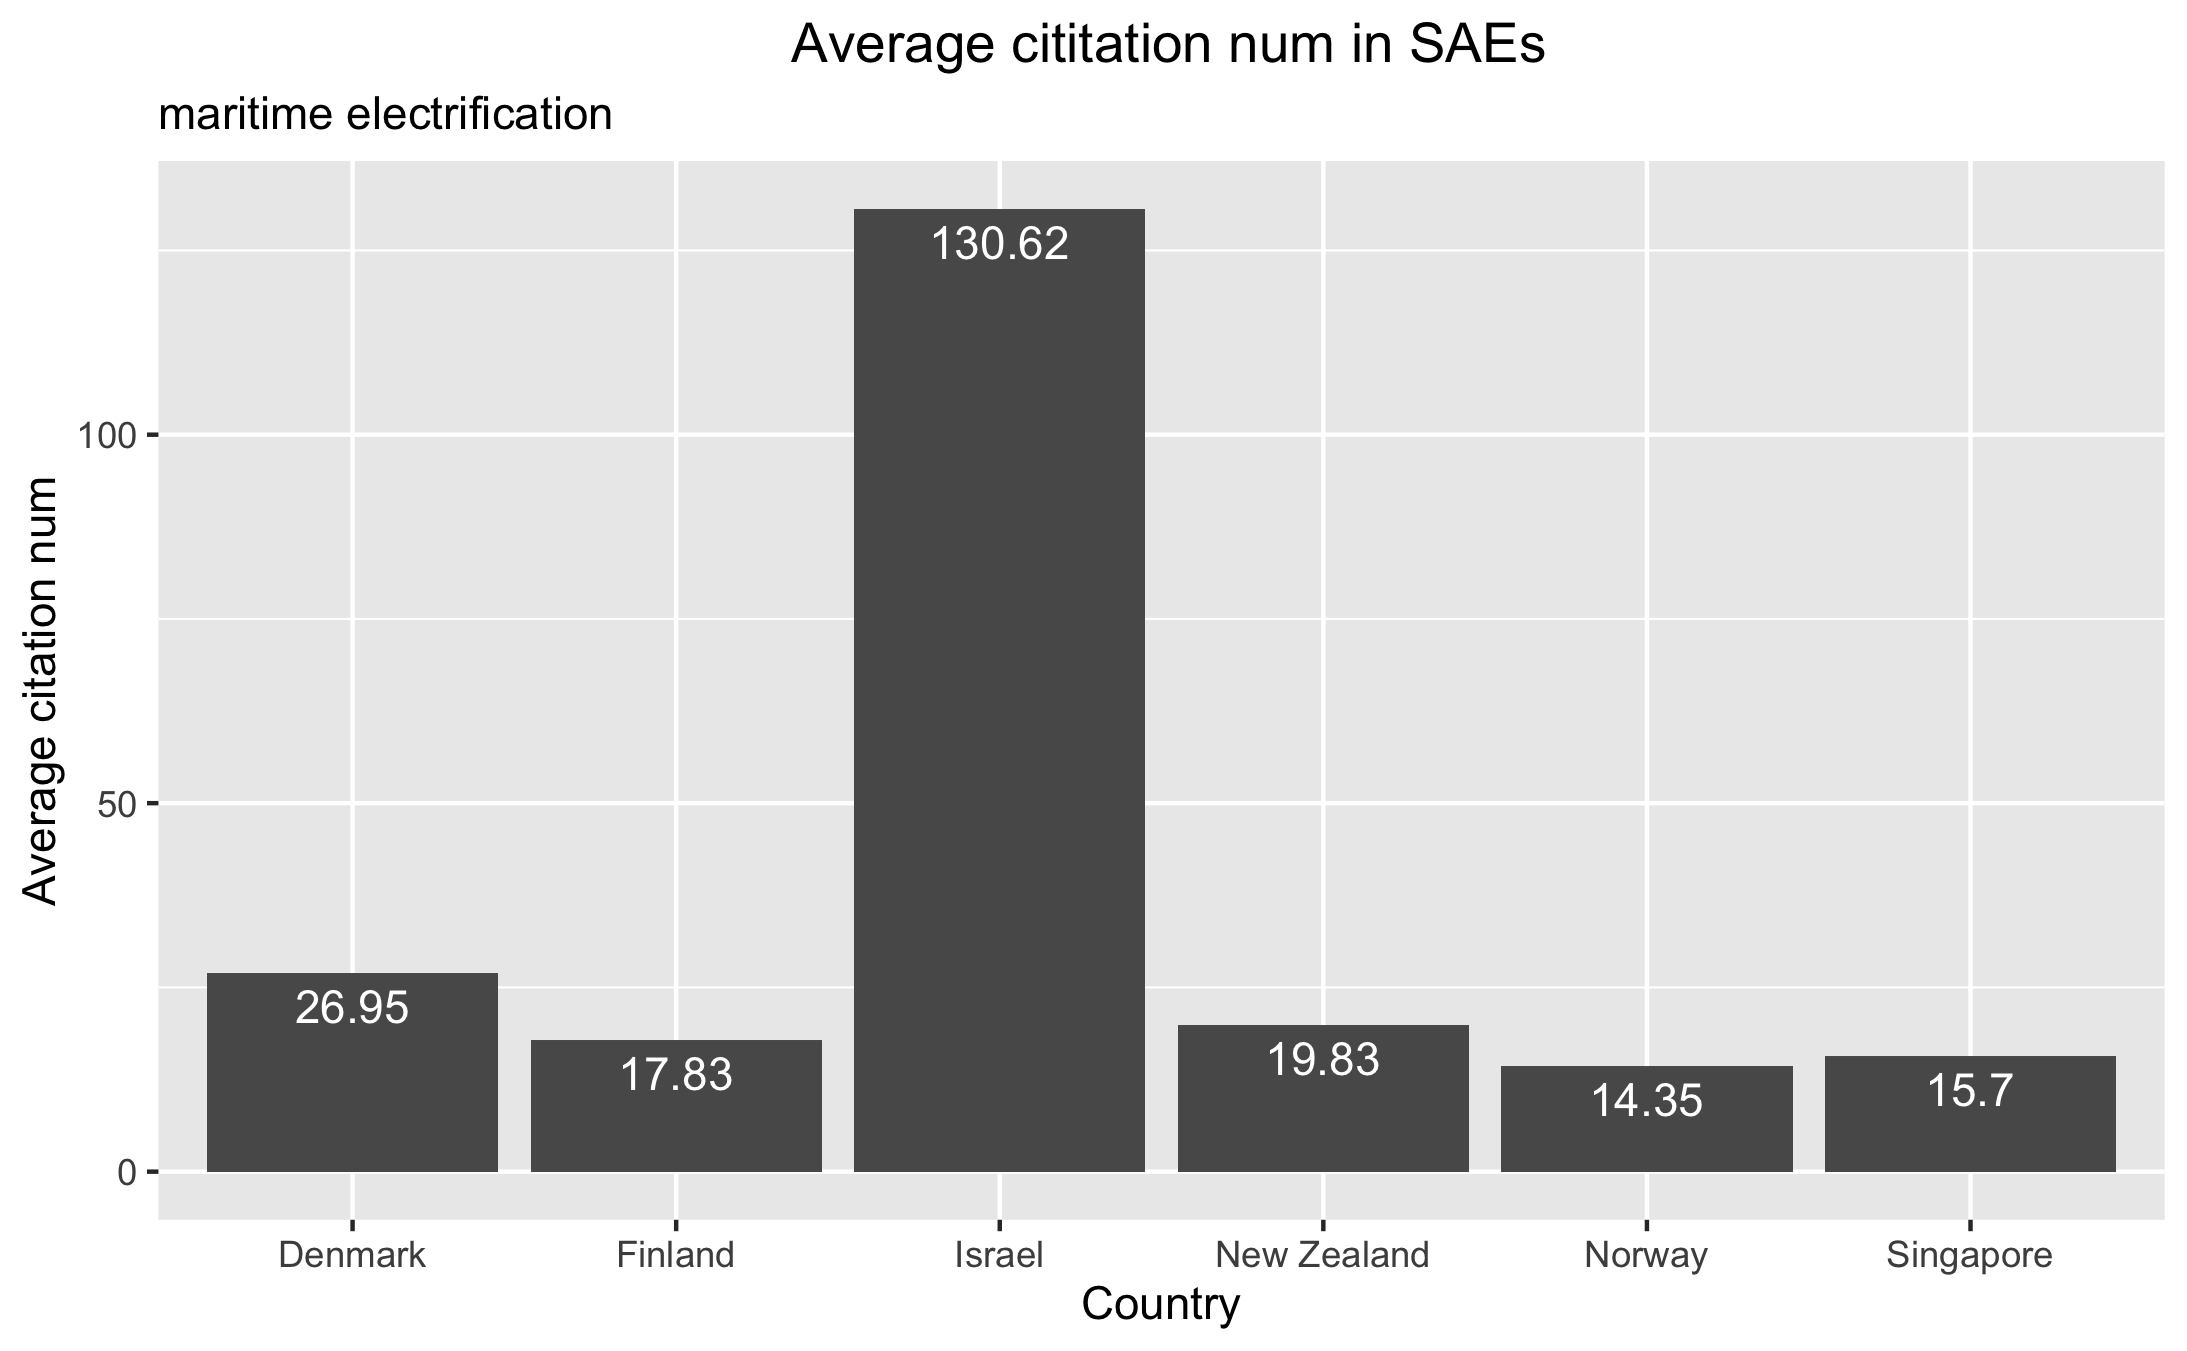 Average cititation num in SAEs
maritime electrification
Average citation num
100
50
0
130.62
26.95
17.83
19.83
14.35
15.7
Denmark
Finland
Israel
New Zealand
Norway
Singapore
Country